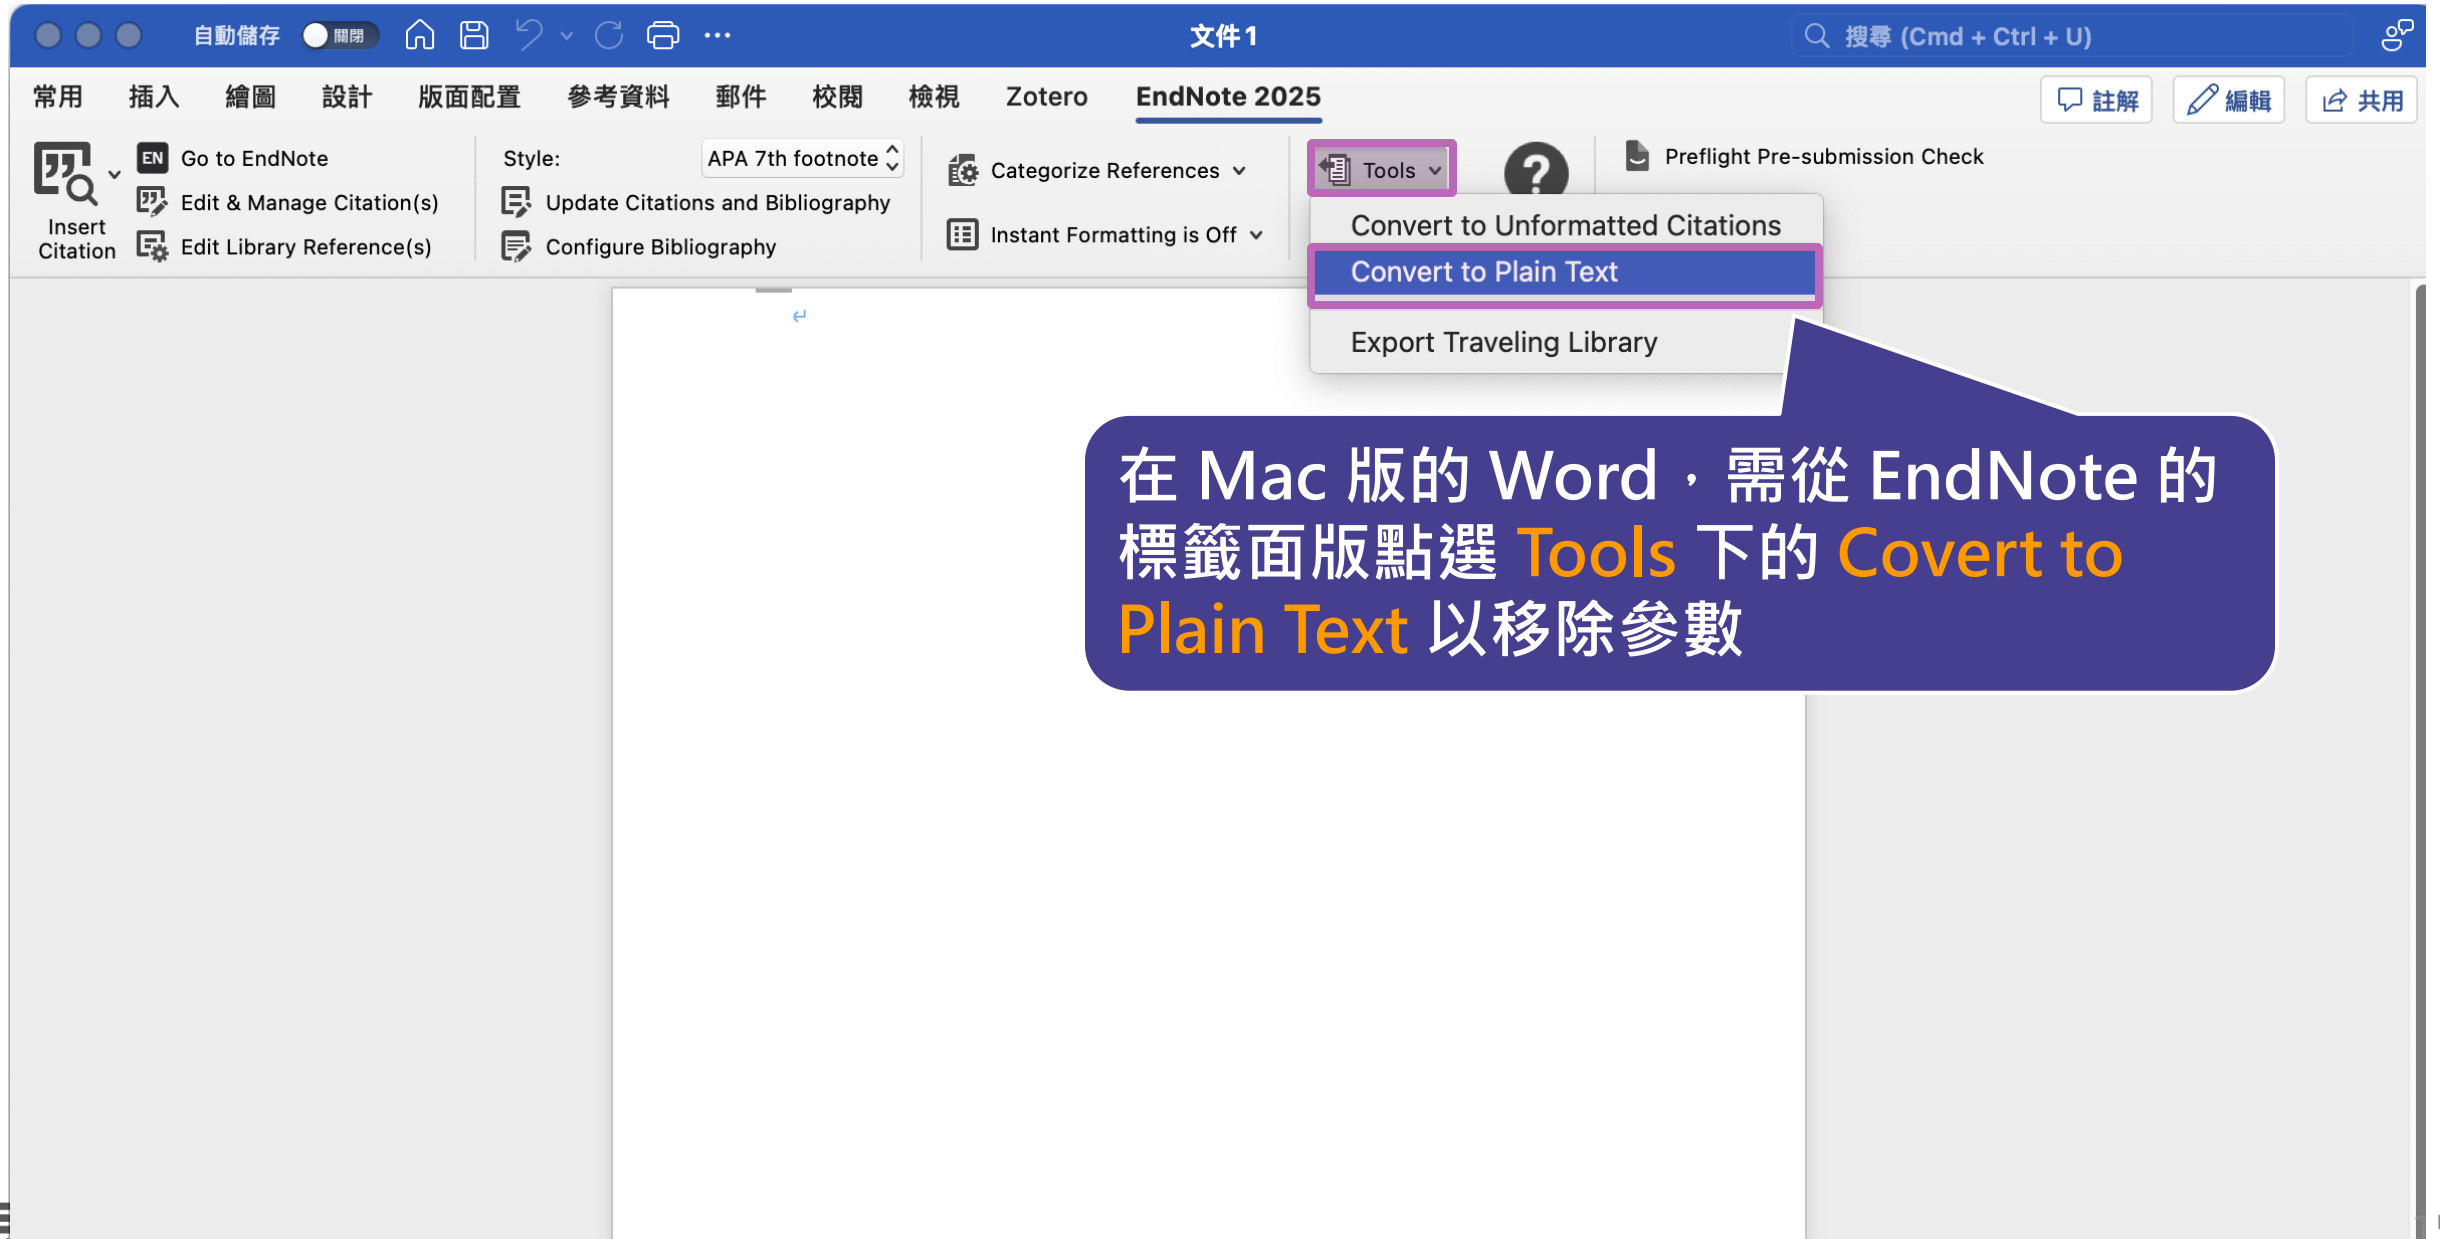 自動儲存 關閉 文件1 搜尋 (Cmd + Ctrl + U)
常用 插入 繪圖 設計 版面配置 參考資料 郵件 校閱 檢視 Zotero EndNote 2025 註解 編輯 共用
Insert Citation
EN Go to EndNote
Edit & Manage Citation(s)
Edit Library Reference(s)
Style: APA 7th footnote
Update Citations and Bibliography
Configure Bibliography
Categorize References
Instant Formatting is Off
Tools
Preflight Pre-submission Check
Convert to Unformatted Citations
Convert to Plain Text
Export Traveling Library
在 Mac 版的 Word，需從 EndNote 的
標籤面版點選 Tools 下的 Covert to
Plain Text 以移除參數